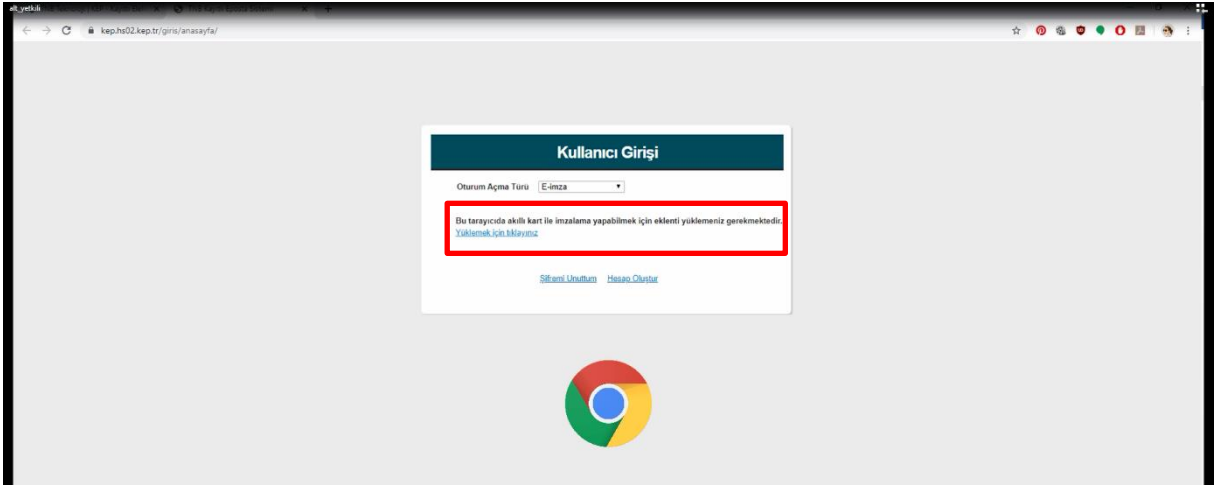 alt_yetkili
kep.hs02.kep.tr/giris/anasayfa/
Kullanıcı Girişi
Oturum Açma Türü E-imza
Bu tarayıcıda akıllı kart ile imzalama yapabilmek için eklenti yüklemeniz gerekmektedir.
Yüklemek için tıklayınız
Şifremi Unuttum Hesap Oluştur